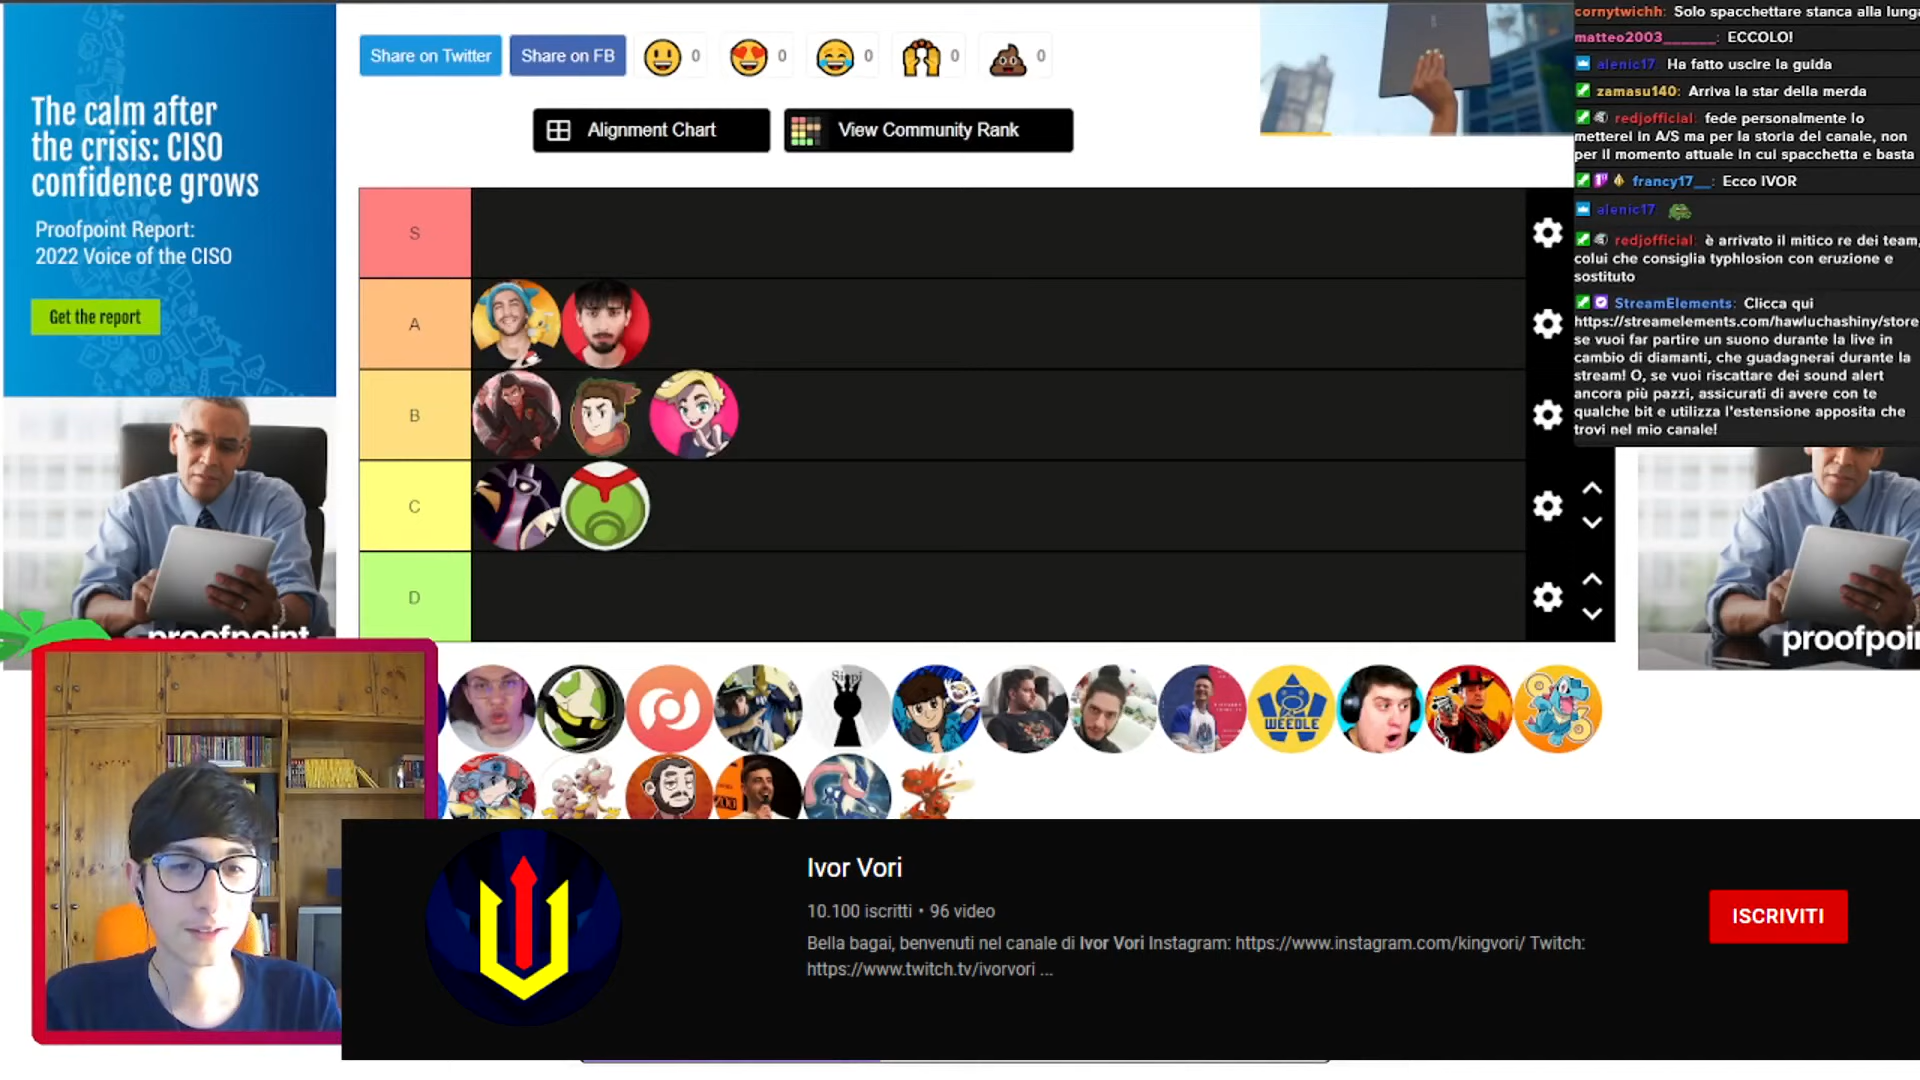 The calm after
the crisis: CISO
confidence grows
Proofpoint Report:
2022 Voice of the CISO
Get the report
proofpoint
Share on Twitter
Share on FB
0
0
0
0
0
Alignment Chart
View Community Rank
S
A
B
C
D
Sinpi
WEEDLE
cornytwichh: Solo spacchettare stanca alla lunga
matteo2003______: ECCOLO!
alenic17: Ha fatto uscire la guida
zamasu140: Arriva la star della merda
redjofficial: fede personalmente lo
metterei in A/S ma per la storia del canale, non
per il momento attuale in cui spacchetta e basta
francy17__: Ecco IVOR
alenic17:
redjofficial: è arrivato il mitico re dei team,
colui che consiglia typhlosion con eruzione e
sostituto
StreamElements: Clicca qui
https://streamelements.com/hawluchashiny/store
se vuoi far partire un suono durante la live in
cambio di diamanti, che guadagnerai durante la
stream! O, se vuoi riscattare dei sound alert
ancora più pazzi, assicurati di avere con te
qualche bit e utilizza l'estensione apposita che
trovi nel mio canale!
proofpoin
Ivor Vori
10.100 iscritti • 96 video
Bella bagai, benvenuti nel canale di Ivor Vori Instagram: https://www.instagram.com/kingvori/ Twitch:
https://www.twitch.tv/ivorvori ...
ISCRIVITI